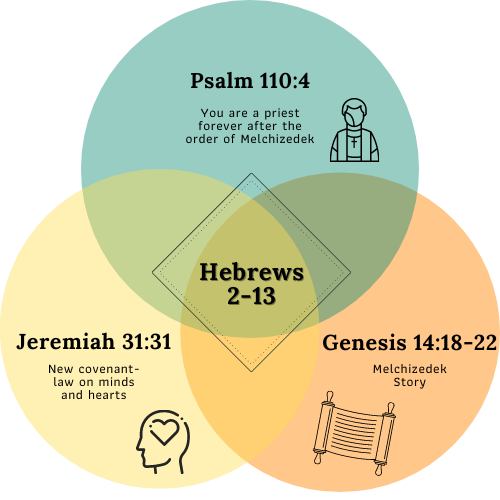 Psalm 110:4
You are a priest
forever after the
order of Melchizedek
Hebrews
2-13
Jeremiah 31:31
New covenant-
law on minds
and hearts
Genesis 14:18-22
Melchizedek
Story